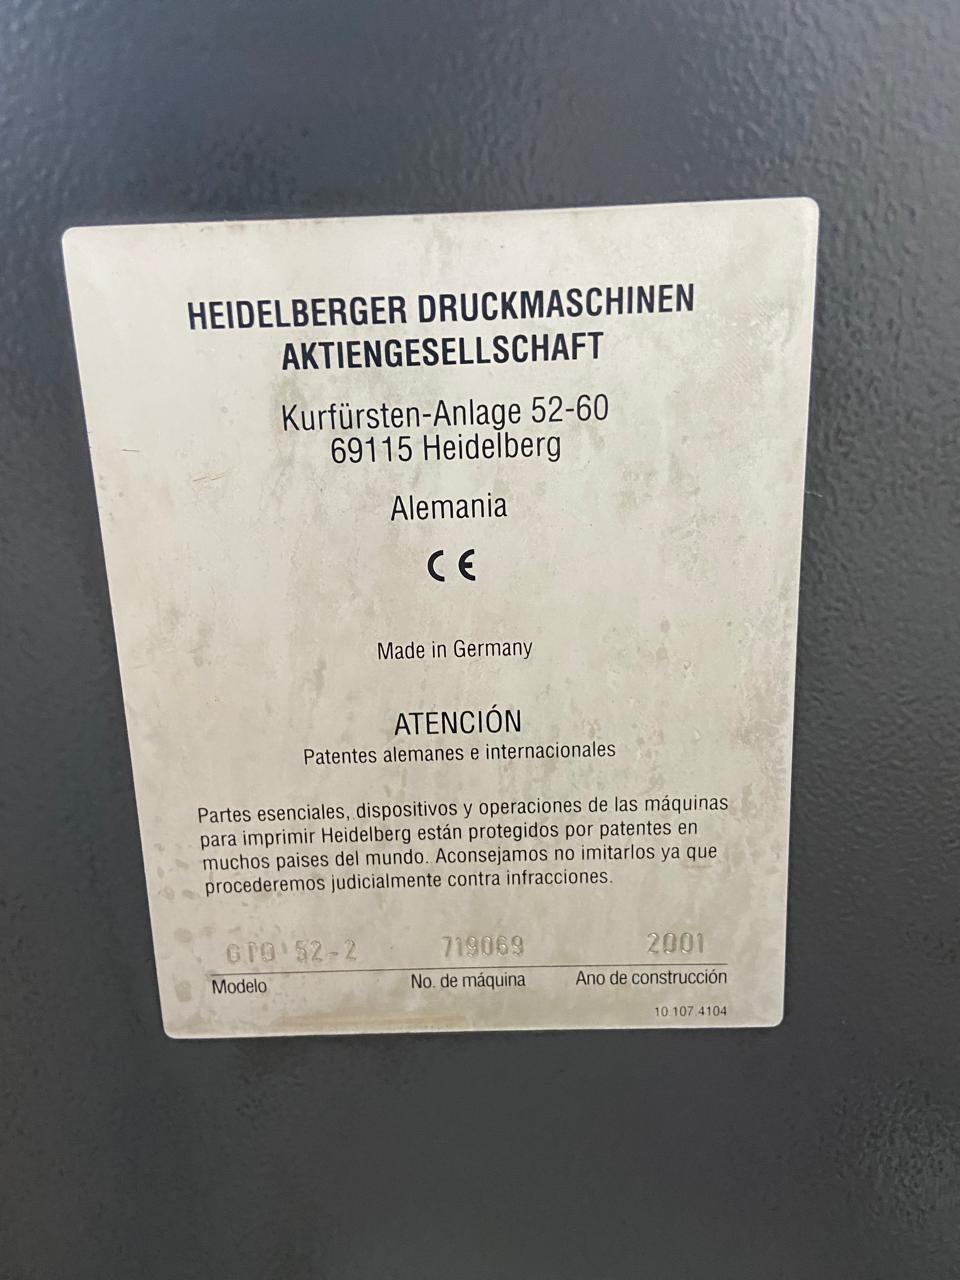 HEIDELBERGER DRUCKMASCHINEN
AKTIENGESELLSCHAFT
Kurfürsten-Anlage 52-60
69115 Heidelberg
Alemania
CE
Made in Germany
ATENCIÓN
Patentes alemanes e internacionales
Partes esenciales, dispositivos y operaciones de las máquinas
para imprimir Heidelberg están protegidos por patentes en
muchos paises del mundo. Aconsejamos no imitarlos ya que
procederemos judicialmente contra infracciones.
GTO 52-2 719069 2001
Modelo No. de máquina Ano de construcción
10.107.4104